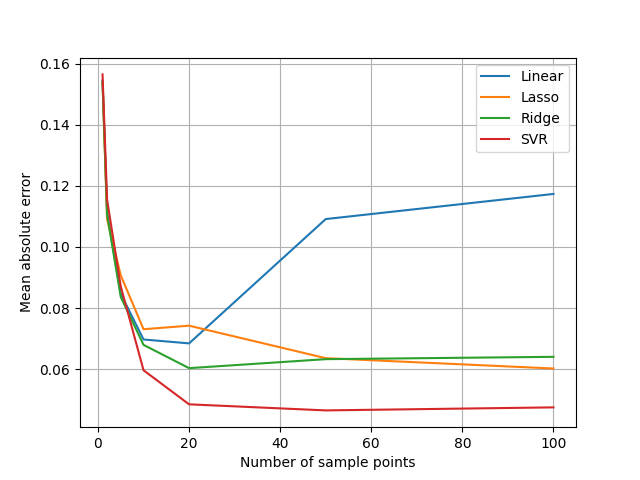 0.16
0.14
0.12
0.10
0.08
0.06
Mean absolute error
0
20
40
60
80
100
Number of sample points
Linear
Lasso
Ridge
SVR